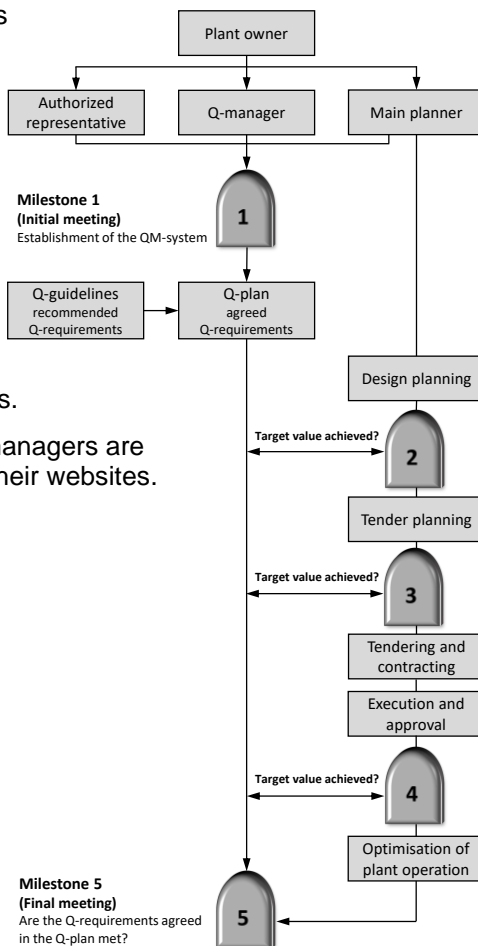 s
Plant owner
Authorized
representative
Q-manager
Main planner
Milestone 1
(Initial meeting)
Establishment of the QM-system
1
Q-guidelines
recommended
Q-requirements
Q-plan
agreed
Q-requirements
Design planning
s.
managers are
heir websites.
Target value achieved?
2
Tender planning
Target value achieved?
3
Tendering and
contracting
Execution and
approval
Target value achieved?
4
Optimisation of
plant operation
Milestone 5
(Final meeting)
Are the Q-requirements agreed
in the Q-plan met?
5